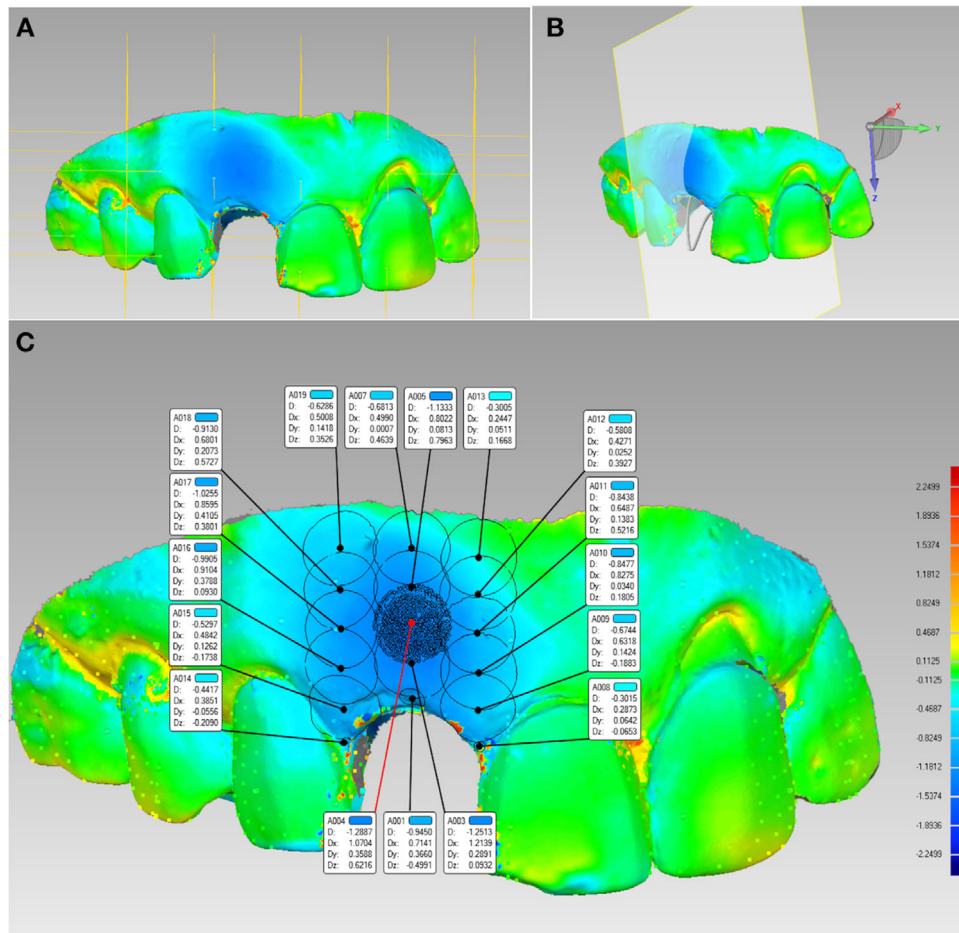 A
B
X
Y
Z
C
A019
D: -0.6286
Dx: 0.5008
Dy: 0.1418
Dz: 0.3526
A007
D: -0.6813
Dx: 0.4990
Dy: 0.0007
Dz: 0.4639
A005
D: -1.1333
Dx: 0.8022
Dy: 0.0813
Dz: 0.7963
A013
D: -0.3005
Dx: 0.2447
Dy: 0.0511
Dz: 0.1668
A018
D: -0.9130
Dx: 0.6801
Dy: 0.2073
Dz: 0.5727
A012
D: -0.5808
Dx: 0.4271
Dy: 0.0252
Dz: 0.3927
A017
D: -1.0255
Dx: 0.8595
Dy: 0.4105
Dz: 0.3801
A011
D: -0.8438
Dx: 0.6487
Dy: 0.1383
Dz: 0.5216
A016
D: -0.9905
Dx: 0.9104
Dy: 0.3788
Dz: 0.0930
A010
D: -0.8477
Dx: 0.8275
Dy: 0.0340
Dz: 0.1805
A015
D: -0.5297
Dx: 0.4842
Dy: 0.1262
Dz: -0.1738
A009
D: -0.6744
Dx: 0.6318
Dy: 0.1424
Dz: -0.1883
A014
D: -0.4417
Dx: 0.3851
Dy: -0.0556
Dz: -0.2090
A008
D: -0.3015
Dx: 0.2873
Dy: 0.0642
Dz: -0.0653
A004
D: -1.2887
Dx: 1.0704
Dy: 0.3588
Dz: 0.6216
A001
D: -0.9450
Dx: 0.7141
Dy: 0.3660
Dz: -0.4991
A003
D: -1.2513
Dx: 1.2139
Dy: 0.2891
Dz: 0.0932
2.2499
1.8936
1.5374
1.1812
0.8249
0.4687
0.1125
-0.1125
-0.4687
-0.8249
-1.1812
-1.5374
-1.8936
-2.2499